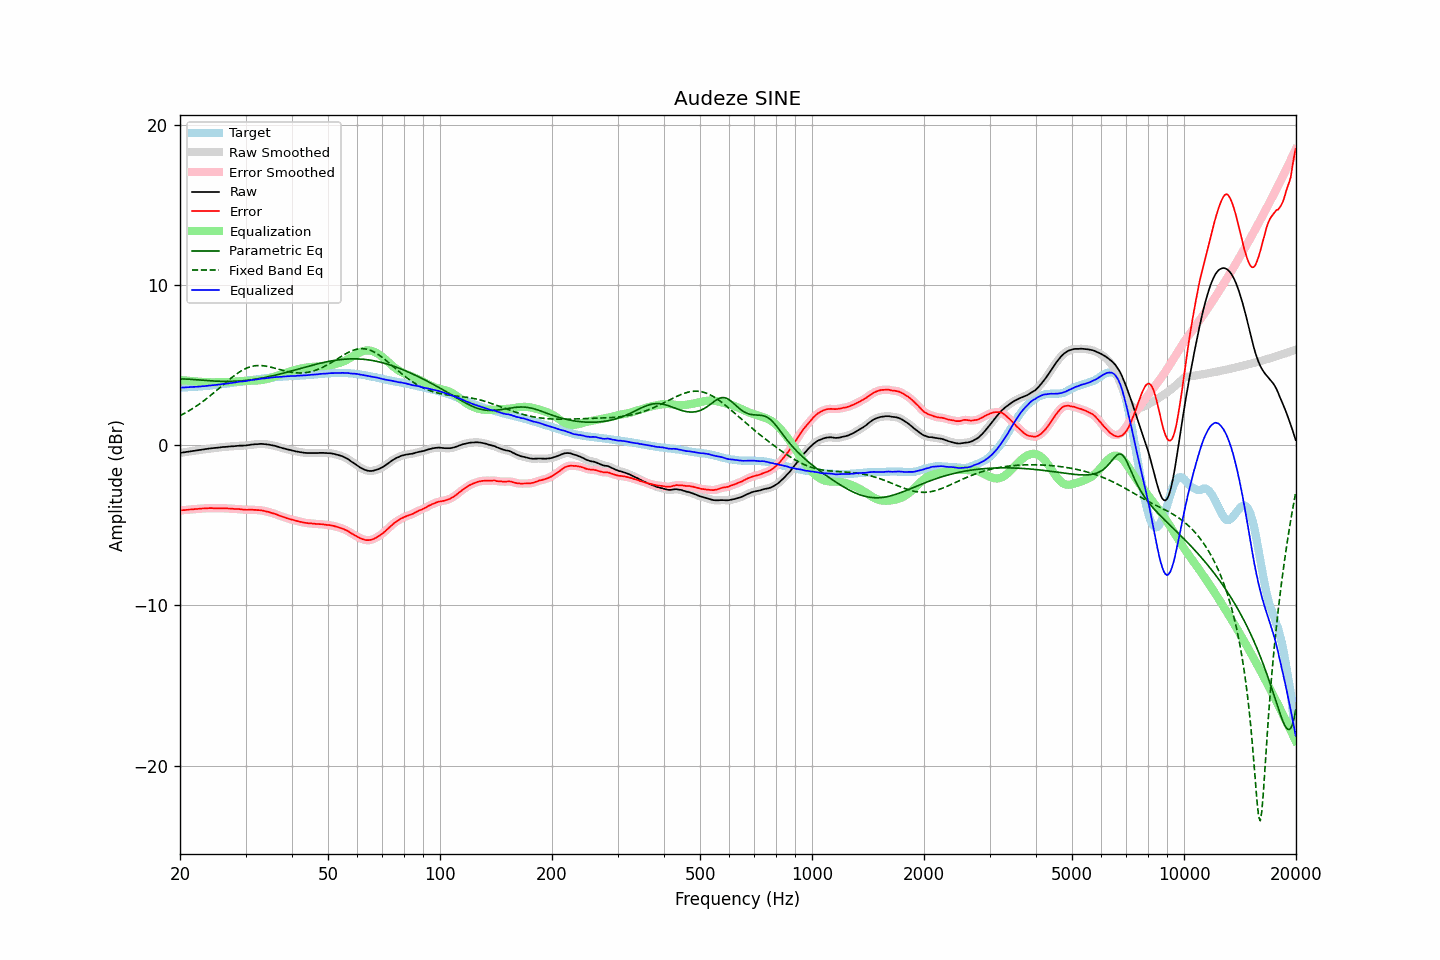 Audeze SINE
Target
Raw Smoothed
Error Smoothed
Raw
Error
Equalization
Parametric Eq
Fixed Band Eq
Equalized
Amplitude (dBr)
20
10
0
−10
−20
20 50 100 200 500 1000 2000 5000 10000 20000
Frequency (Hz)